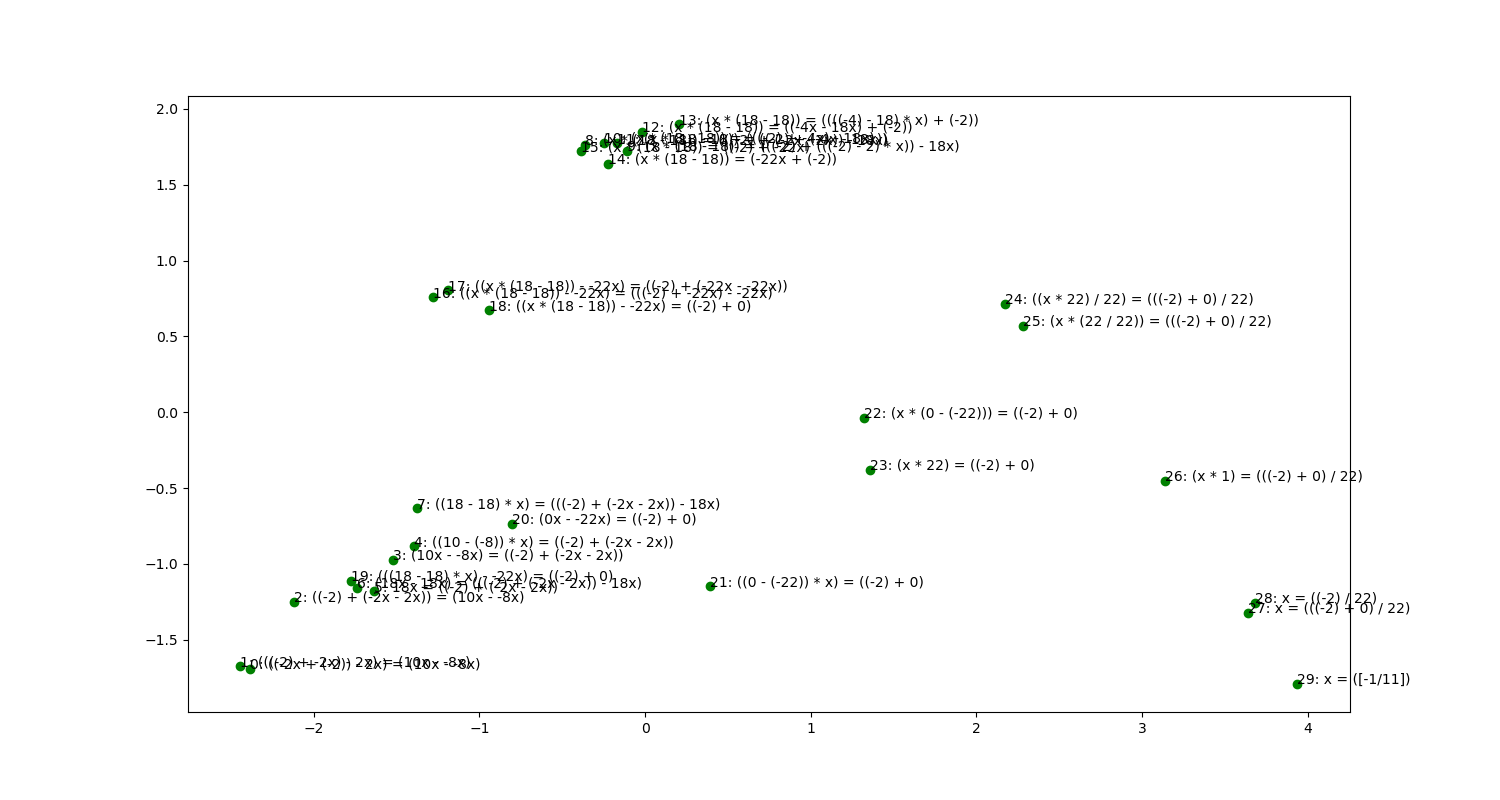 2.0
13: (x * (18 - 18)) = ((((-4) - 18) * x) + (-2))
12: (x * (18 - 18)) = ((-4x - 18x) + (-2))
14: (x * (18 - 18)) = (-22x + (-2))
1.5
1.0
17: ((x * (18 - 18)) - -22x) = ((-2) + (-22x - -22x))
16: ((x * (18 - 18)) - -22x) = (((-2) + -22x) - -22x)
18: ((x * (18 - 18)) - -22x) = ((-2) + 0)
24: ((x * 22) / 22) = (((-2) + 0) / 22)
25: (x * (22 / 22)) = (((-2) + 0) / 22)
0.5
0.0
22: (x * (0 - (-22))) = ((-2) + 0)
23: (x * 22) = ((-2) + 0)
26: (x * 1) = (((-2) + 0) / 22)
−0.5
7: ((18 - 18) * x) = (((-2) + (-2x - 2x)) - 18x)
20: (0x - -22x) = ((-2) + 0)
4: ((10 - (-8)) * x) = ((-2) + (-2x - 2x))
3: (10x - -8x) = ((-2) + (-2x - 2x))
−1.0
19: (((18 - 18) * x) - -22x) = ((-2) + 0)
21: ((0 - (-22)) * x) = ((-2) + 0)
2: ((-2) + (-2x - 2x)) = (10x - -8x)
28: x = ((-2) / 22)
27: x = (((-2) + 0) / 22)
−1.5
29: x = ([-1/11])
−2
−1
0
1
2
3
4